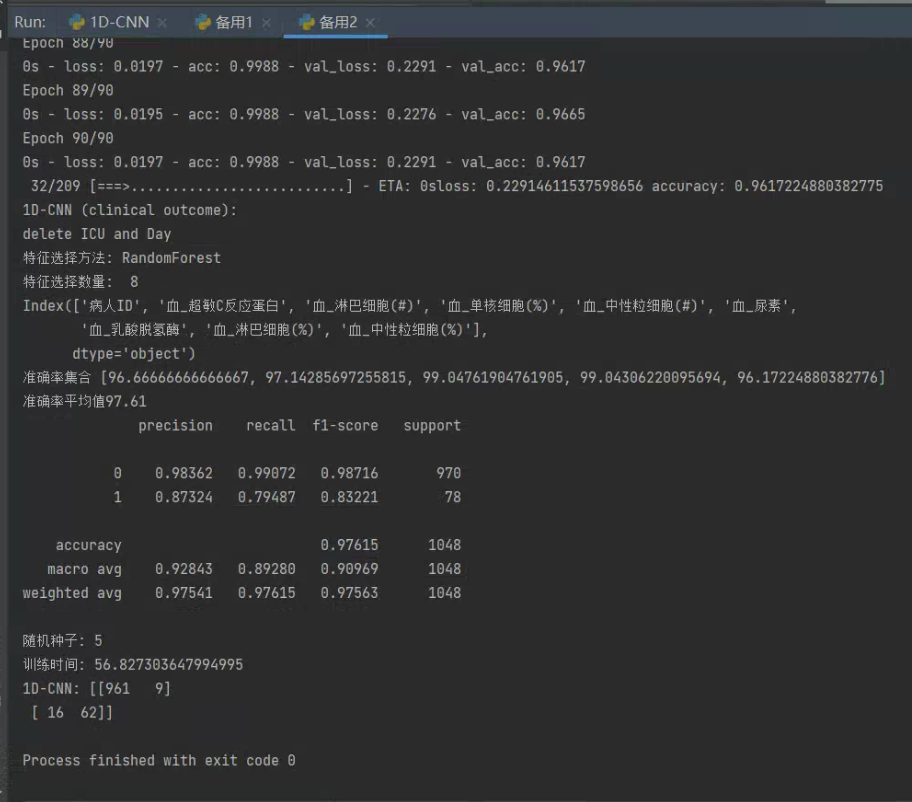 Run: 1D-CNN × 备用1 × 备用2 ×
Epoch 88/90
0s - loss: 0.0197 - acc: 0.9988 - val_loss: 0.2291 - val_acc: 0.9617
Epoch 89/90
0s - loss: 0.0195 - acc: 0.9988 - val_loss: 0.2276 - val_acc: 0.9665
Epoch 90/90
0s - loss: 0.0197 - acc: 0.9988 - val_loss: 0.2291 - val_acc: 0.9617
32/209 [===>..........................] - ETA: 0sloss: 0.22914611537598656 accuracy: 0.9617224880382775
1D-CNN (clinical outcome):
delete ICU and Day
特征选择方法: RandomForest
特征选择数量: 8
Index(['病人ID', '血_超敏C反应蛋白', '血_淋巴细胞(#)', '血_单核细胞(%)', '血_中性粒细胞(#)', '血_尿素',
'血_乳酸脱氢酶', '血_淋巴细胞(%)', '血_中性粒细胞(%)'],
dtype='object')
准确率集合 [96.66666666666667, 97.14285697255815, 99.04761904761905, 99.04306220095694, 96.17224880382776]
准确率平均值97.61
precision recall f1-score support
0 0.98362 0.99072 0.98716 970
1 0.87324 0.79487 0.83221 78
accuracy 0.97615 1048
macro avg 0.92843 0.89280 0.90969 1048
weighted avg 0.97541 0.97615 0.97563 1048
随机种子: 5
训练时间: 56.827303647994995
1D-CNN: [[961 9]
[ 16 62]]
Process finished with exit code 0